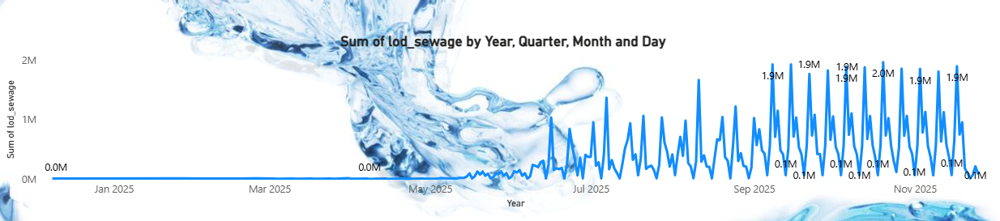 Sum of lod_sewage by Year, Quarter, Month and Day
Sum of lod_sewage
2M
1M
0M
0.0M
0.0M
1.9M
1.9M
1.9M
1.9M
2.0M
1.9M
1.9M
0.1M
0.1M
0.1M
0.1M
0.1M
0.1M
0.1M
0.1M
Jan 2025
Mar 2025
May 2025
Jul 2025
Sep 2025
Nov 2025
Year